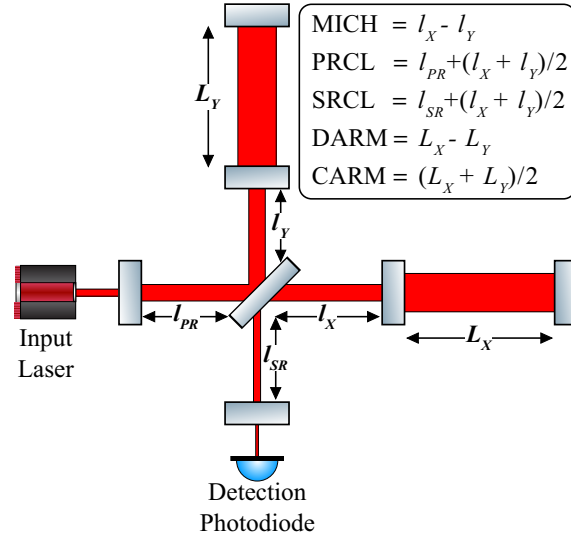 MICH = l_X - l_Y
PRCL = l_PR+(l_X + l_Y)/2
SRCL = l_SR+(l_X + l_Y)/2
DARM = L_X - L_Y
CARM = (L_X + L_Y)/2
L_Y
l_Y
l_PR
l_X
l_SR
L_X
Input
Laser
Detection
Photodiode